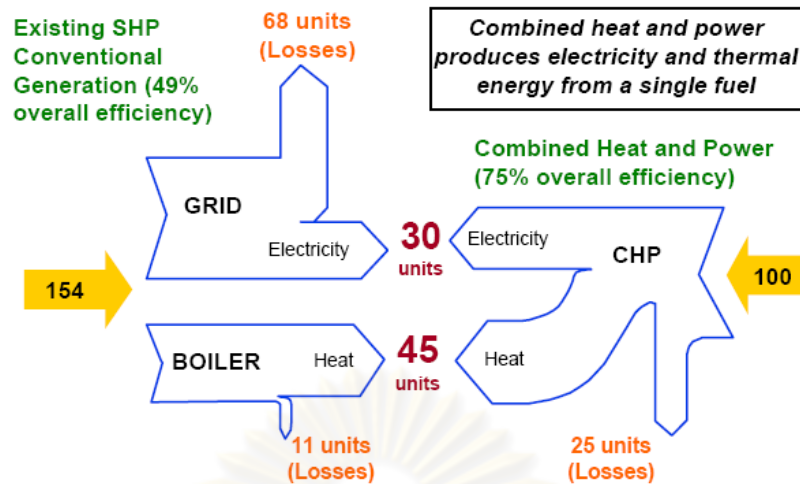 Existing SHP
Conventional
Generation (49%
overall efficiency)
68 units
(Losses)
Combined heat and power
produces electricity and thermal
energy from a single fuel
Combined Heat and Power
(75% overall efficiency)
GRID
Electricity
30
units
Electricity
CHP
154
100
BOILER
Heat
45
units
Heat
11 units
(Losses)
25 units
(Losses)